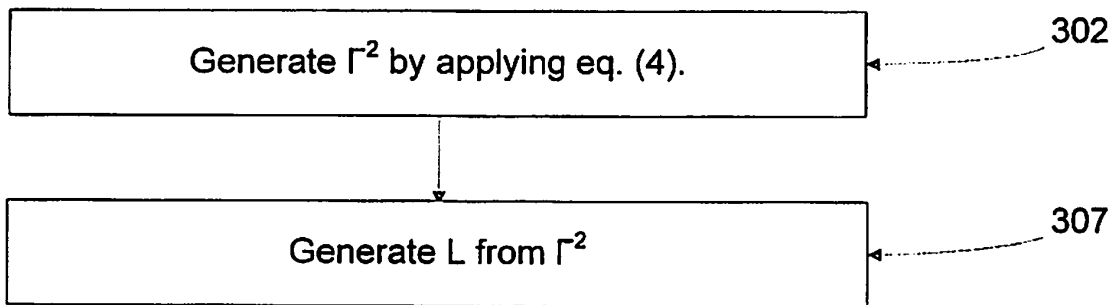 Generate Γ² by applying eq. (4).
302
Generate L from Γ²
307